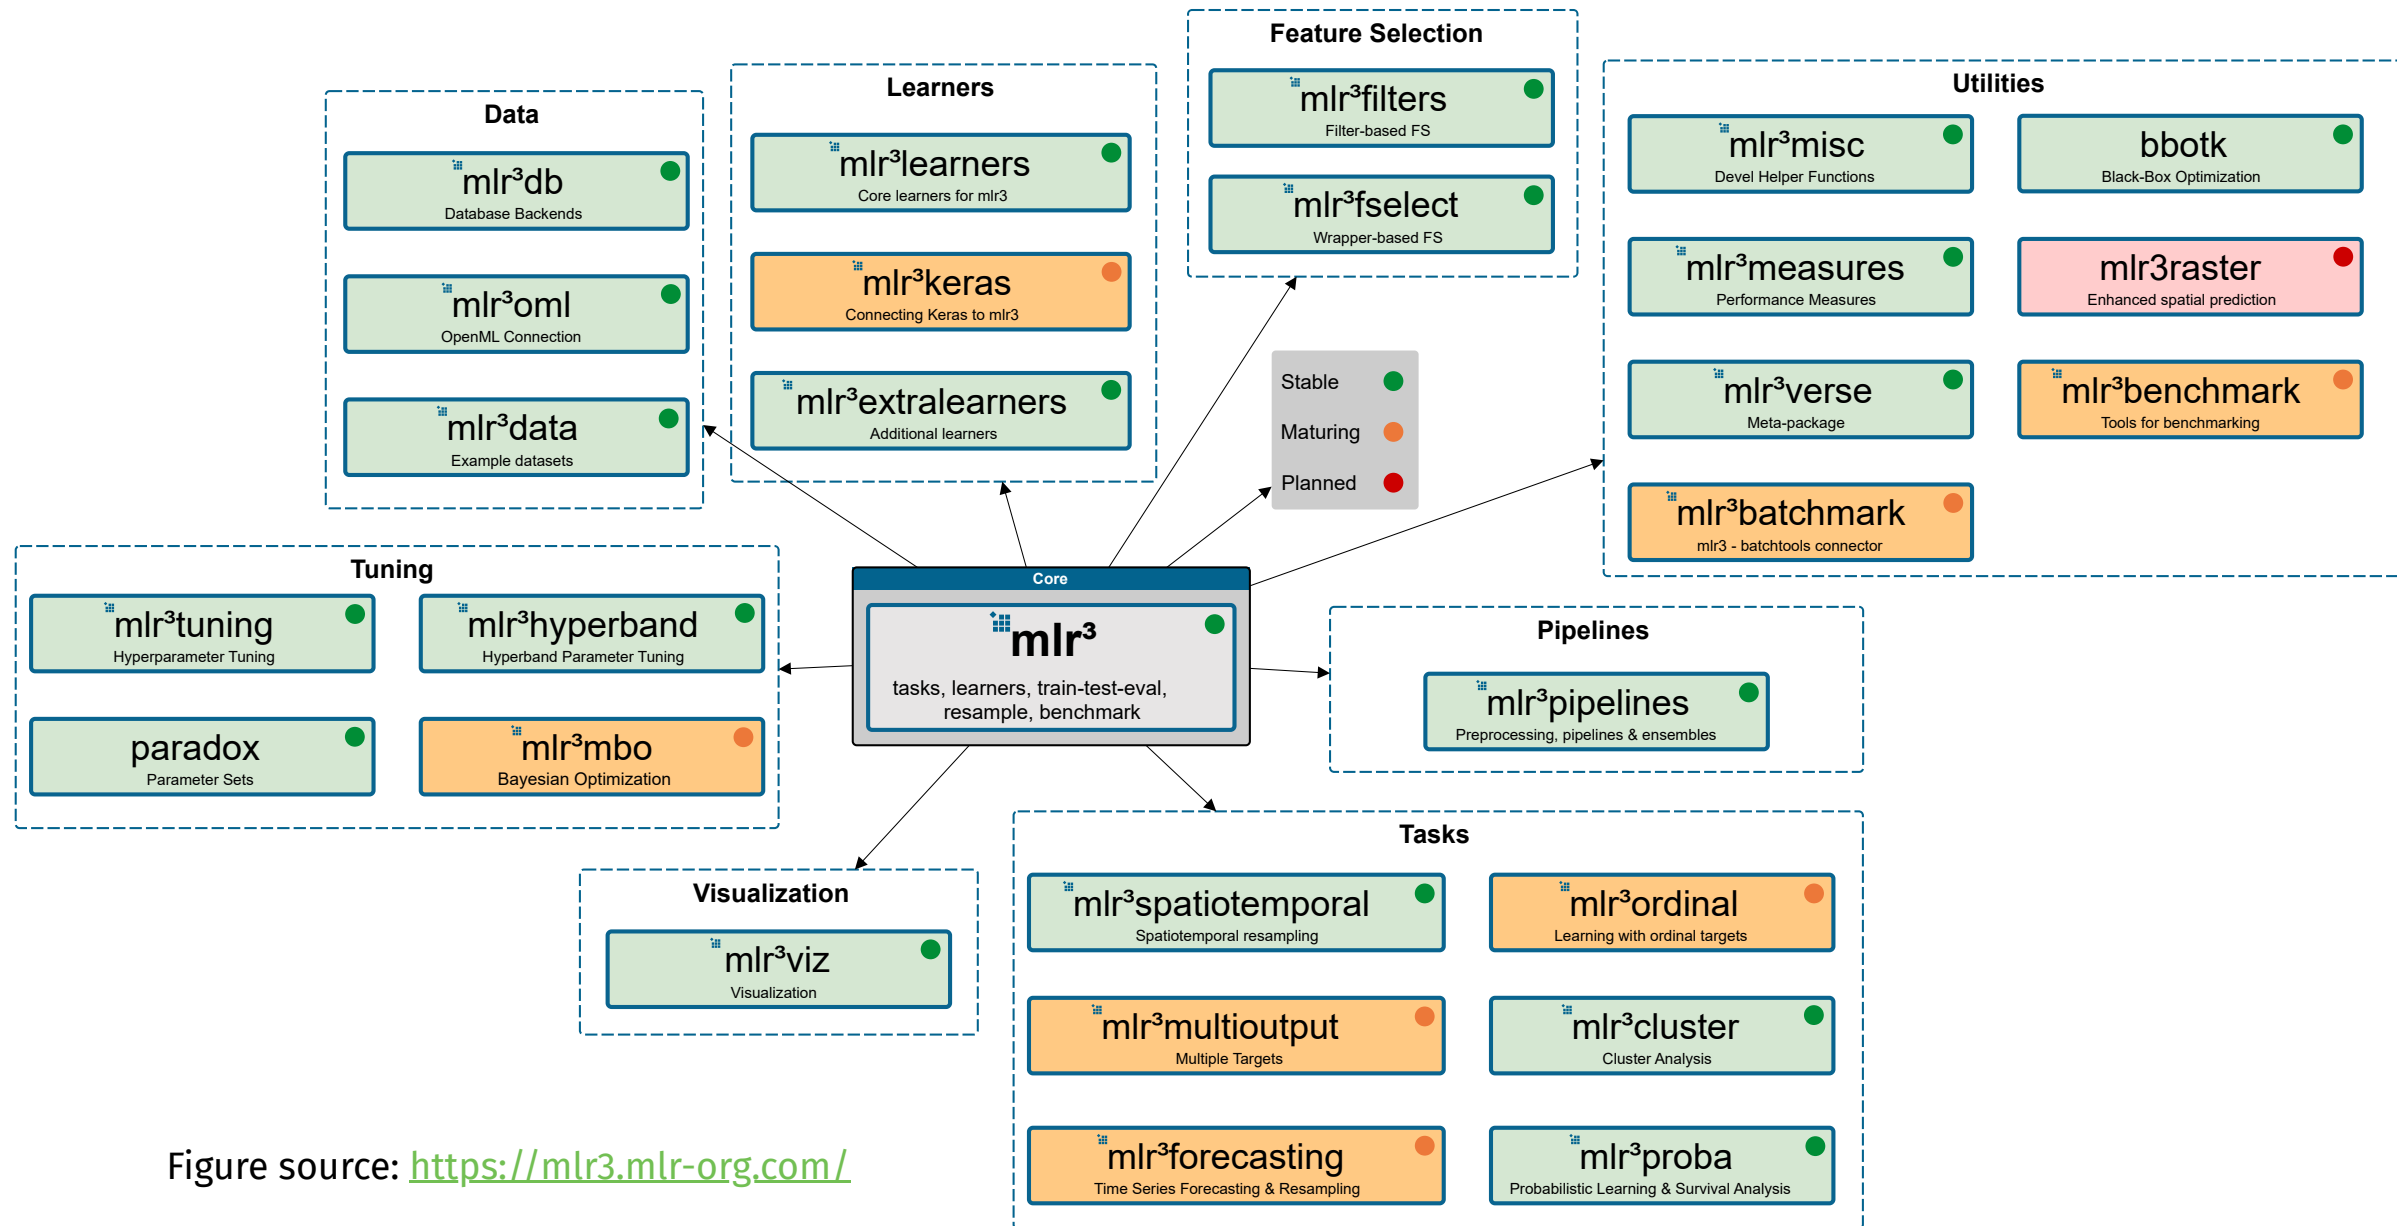 Feature Selection
mlr³filters
Filter-based FS
mlr³fselect
Wrapper-based FS
Learners
mlr³learners
Core learners for mlr3
mlr³keras
Connecting Keras to mlr3
mlr³extralearners
Additional learners
Data
mlr³db
Database Backends
mlr³oml
OpenML Connection
mlr³data
Example datasets
Utilities
mlr³misc
Devel Helper Functions
bbotk
Black-Box Optimization
mlr³measures
Performance Measures
mlr3raster
Enhanced spatial prediction
mlr³verse
Meta-package
mlr³benchmark
Tools for benchmarking
mlr³batchmark
mlr3 - batchtools connector
Stable
Maturing
Planned
Tuning
mlr³tuning
Hyperparameter Tuning
mlr³hyperband
Hyperband Parameter Tuning
paradox
Parameter Sets
mlr³mbo
Bayesian Optimization
Core
mlr³
tasks, learners, train-test-eval,
resample, benchmark
Pipelines
mlr³pipelines
Preprocessing, pipelines & ensembles
Visualization
mlr³viz
Visualization
Tasks
mlr³spatiotemporal
Spatiotemporal resampling
mlr³ordinal
Learning with ordinal targets
mlr³multioutput
Multiple Targets
mlr³cluster
Cluster Analysis
mlr³forecasting
Time Series Forecasting & Resampling
mlr³proba
Probabilistic Learning & Survival Analysis
Figure source: https://mlr3.mlr-org.com/